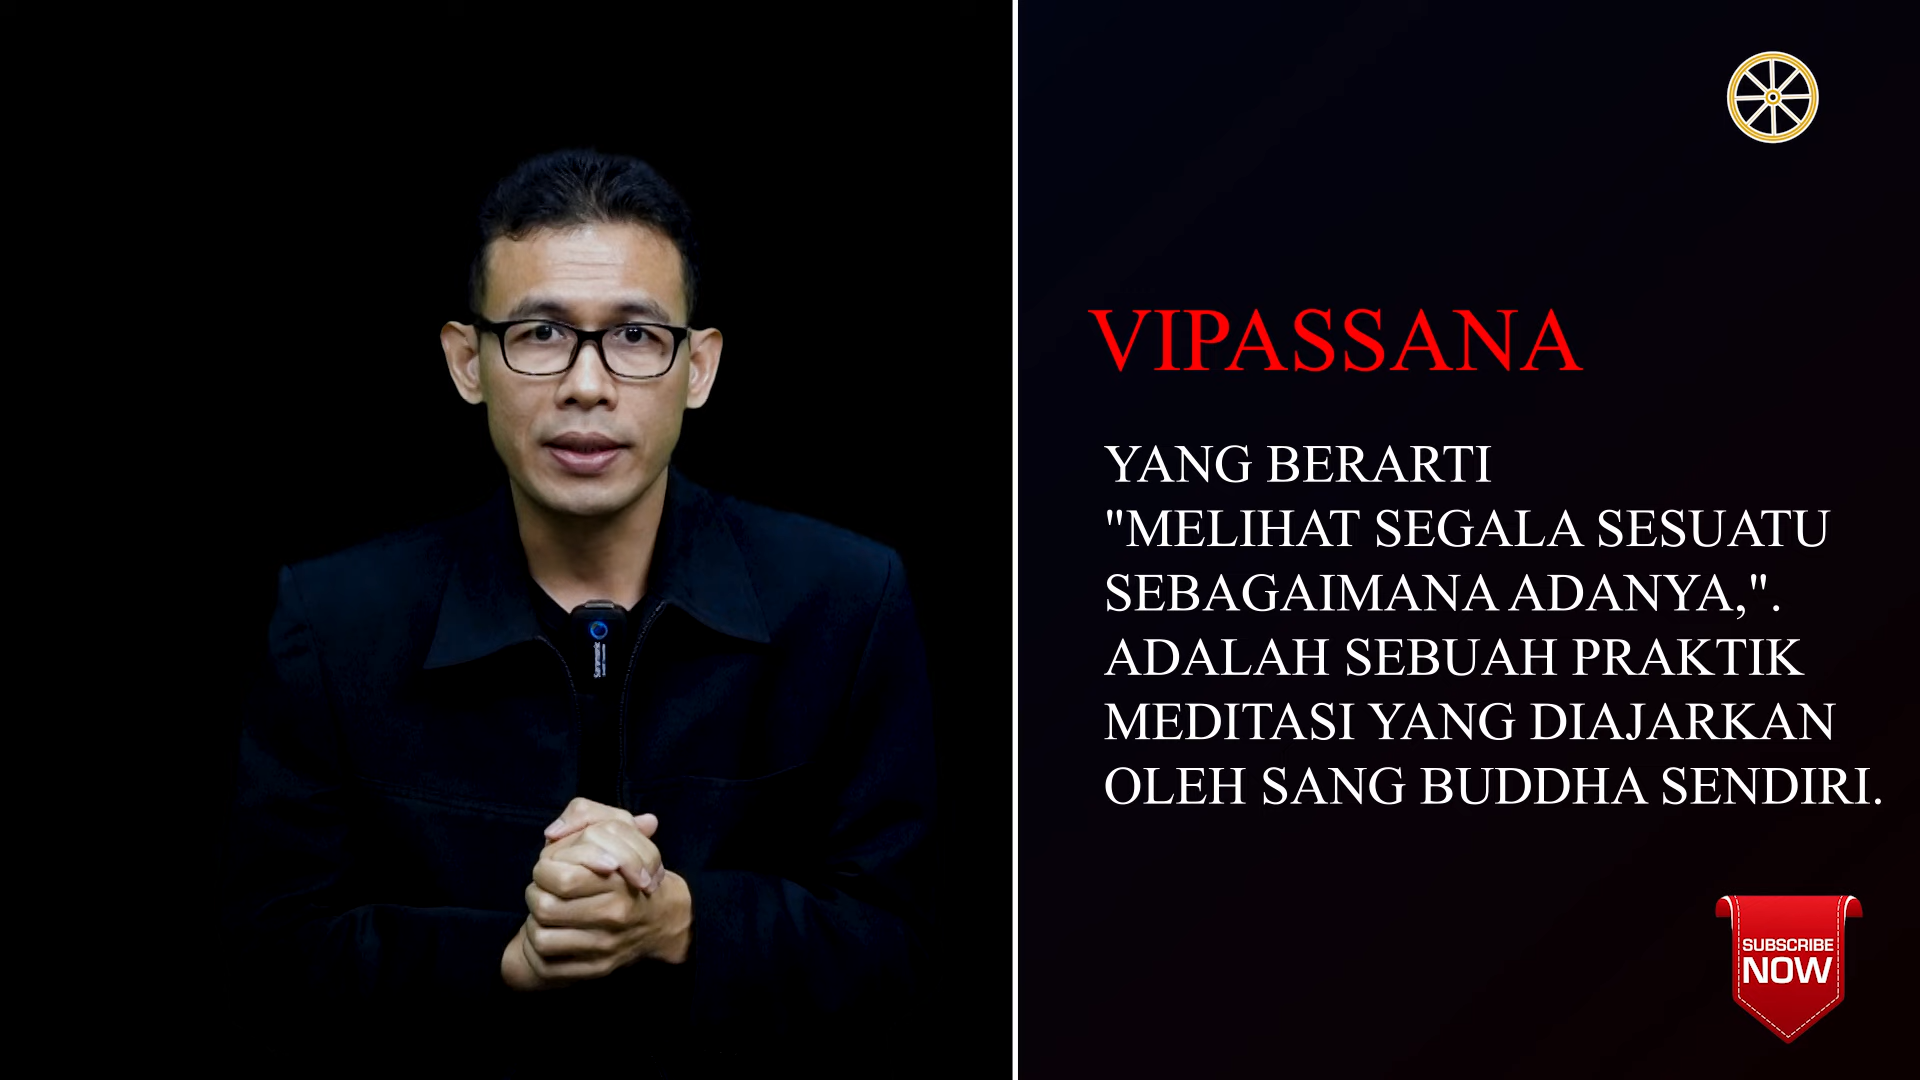 VIPASSANA
YANG BERARTI
"MELIHAT SEGALA SESUATU
SEBAGAIMANA ADANYA,".
ADALAH SEBUAH PRAKTIK
MEDITASI YANG DIAJARKAN
OLEH SANG BUDDHA SENDIRI.
SUBSCRIBE
NOW
Saramonic